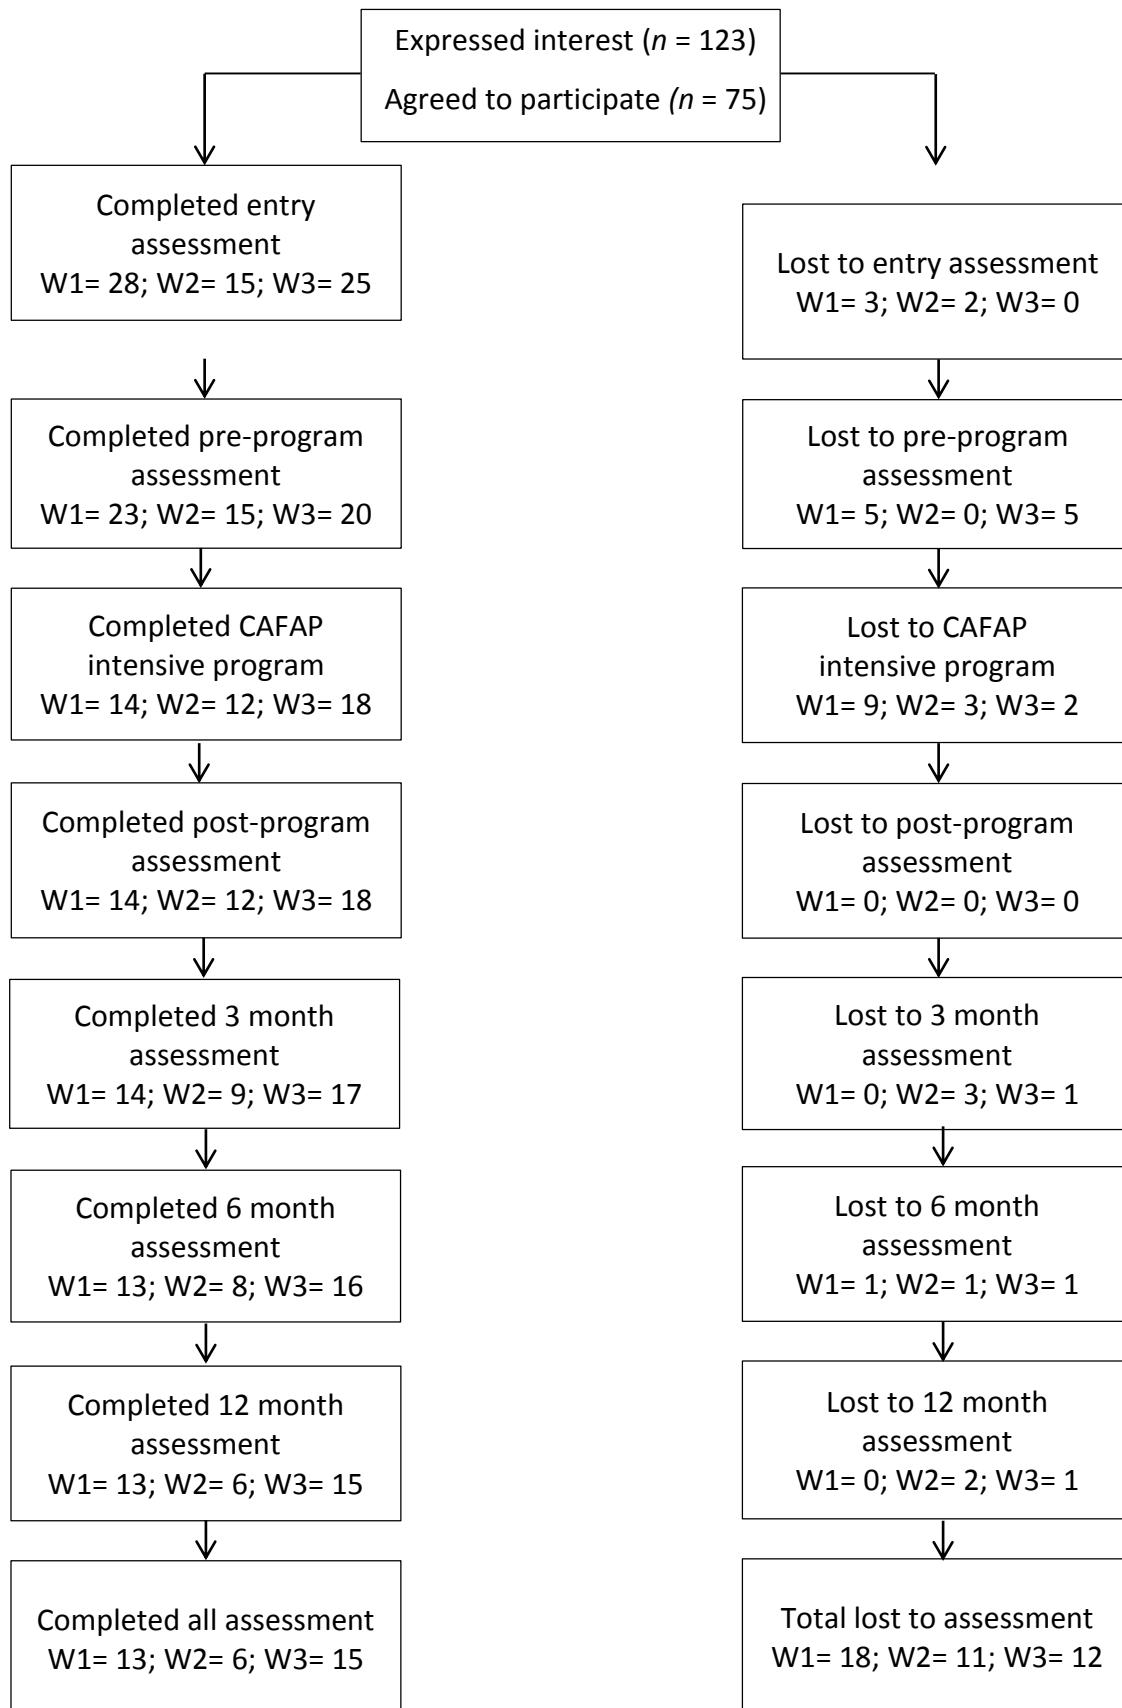 Expressed interest (n = 123)
Agreed to participate (n = 75)
Completed entry
assessment
W1= 28; W2= 15; W3= 25
Lost to entry assessment
W1= 3; W2= 2; W3= 0
Completed pre-program
assessment
W1= 23; W2= 15; W3= 20
Lost to pre-program
assessment
W1= 5; W2= 0; W3= 5
Completed CAFAP
intensive program
W1= 14; W2= 12; W3= 18
Lost to CAFAP
intensive program
W1= 9; W2= 3; W3= 2
Completed post-program
assessment
W1= 14; W2= 12; W3= 18
Lost to post-program
assessment
W1= 0; W2= 0; W3= 0
Completed 3 month
assessment
W1= 14; W2= 9; W3= 17
Lost to 3 month
assessment
W1= 0; W2= 3; W3= 1
Completed 6 month
assessment
W1= 13; W2= 8; W3= 16
Lost to 6 month
assessment
W1= 1; W2= 1; W3= 1
Completed 12 month
assessment
W1= 13; W2= 6; W3= 15
Lost to 12 month
assessment
W1= 0; W2= 2; W3= 1
Completed all assessment
W1= 13; W2= 6; W3= 15
Total lost to assessment
W1= 18; W2= 11; W3= 12